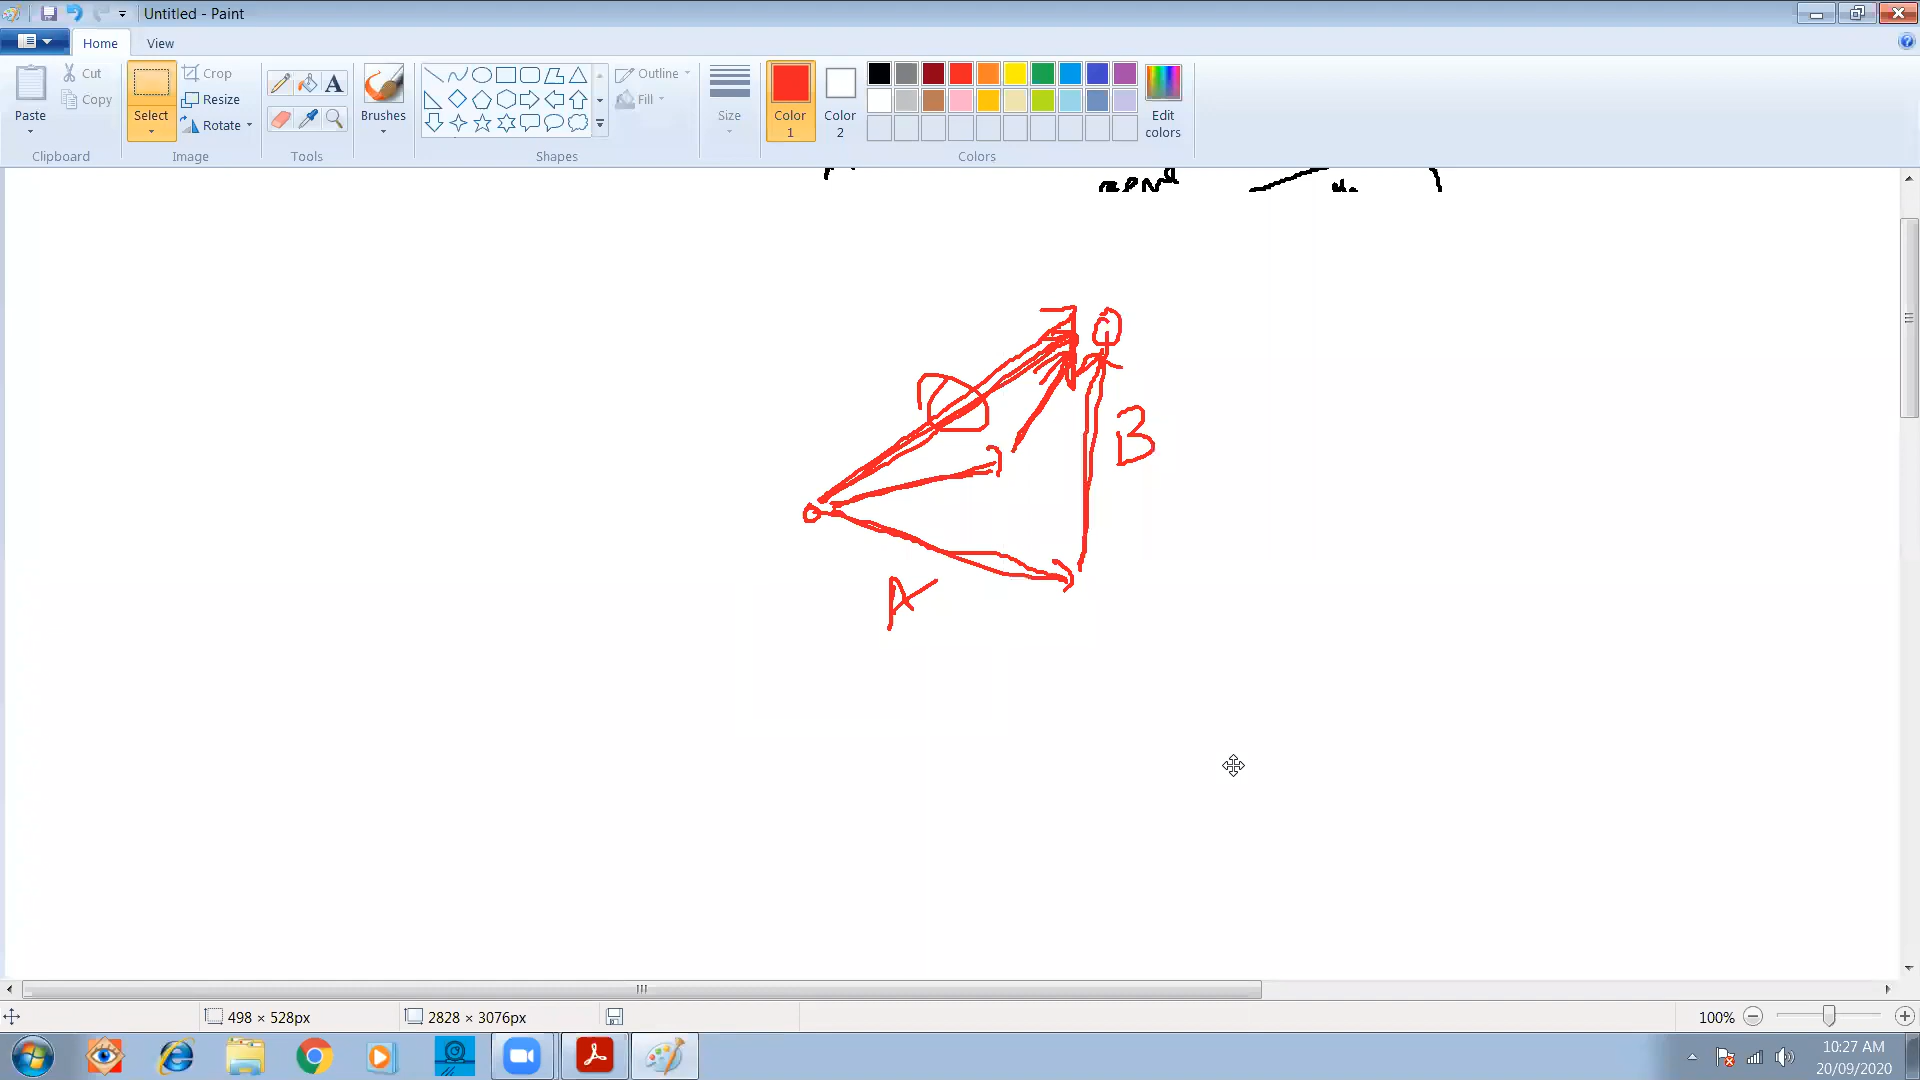 Untitled - Paint
Home View
Paste
Cut
Copy
Clipboard
Select
Crop
Resize
Rotate
Image
A
Tools
Brushes
Shapes
Outline
Fill
Size
Color 1
Color 2
Edit colors
Colors
B
A
498 × 528px
2828 × 3076px
100%
10:27 AM
20/09/2020